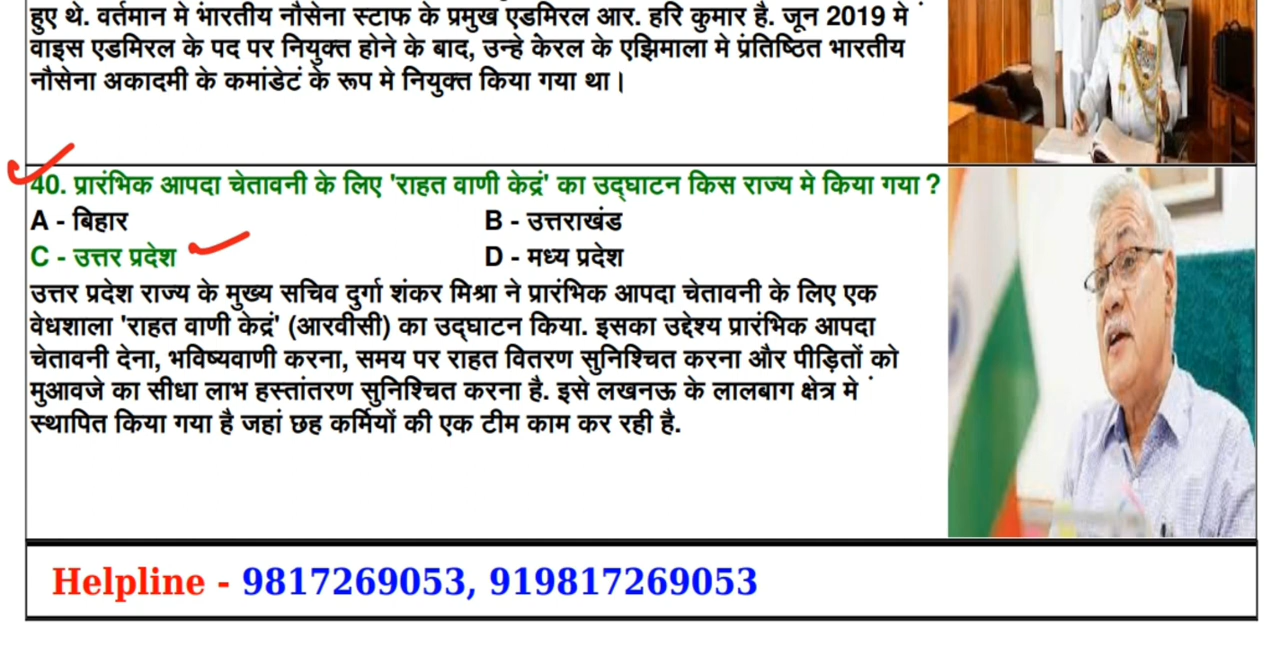 हुए थे. वर्तमान मे भारतीय नौसेना स्टाफ के प्रमुख एडमिरल आर. हरि कुमार है. जून 2019 मे
वाइस एडमिरल के पद पर नियुक्त होने के बाद, उन्हे केरल के एझिमाला मे प्रतिष्ठित भारतीय
नौसेना अकादमी के कमांडेटं के रूप मे नियुक्त किया गया था।
40. प्रारंभिक आपदा चेतावनी के लिए 'राहत वाणी केद्रं' का उद्घाटन किस राज्य मे किया गया ?
A - बिहार
B - उत्तराखंड
C - उत्तर प्रदेश
D - मध्य प्रदेश
उत्तर प्रदेश राज्य के मुख्य सचिव दुर्गा शंकर मिश्रा ने प्रारंभिक आपदा चेतावनी के लिए एक
वेधशाला 'राहत वाणी केद्रं' (आरवीसी) का उद्घाटन किया. इसका उद्देश्य प्रारंभिक आपदा
चेतावनी देना, भविष्यवाणी करना, समय पर राहत वितरण सुनिश्चित करना और पीड़ितों को
मुआवजे का सीधा लाभ हस्तांतरण सुनिश्चित करना है. इसे लखनऊ के लालबाग क्षेत्र में
स्थापित किया गया है जहां छह कर्मियों की एक टीम काम कर रही है.
Helpline - 9817269053, 919817269053